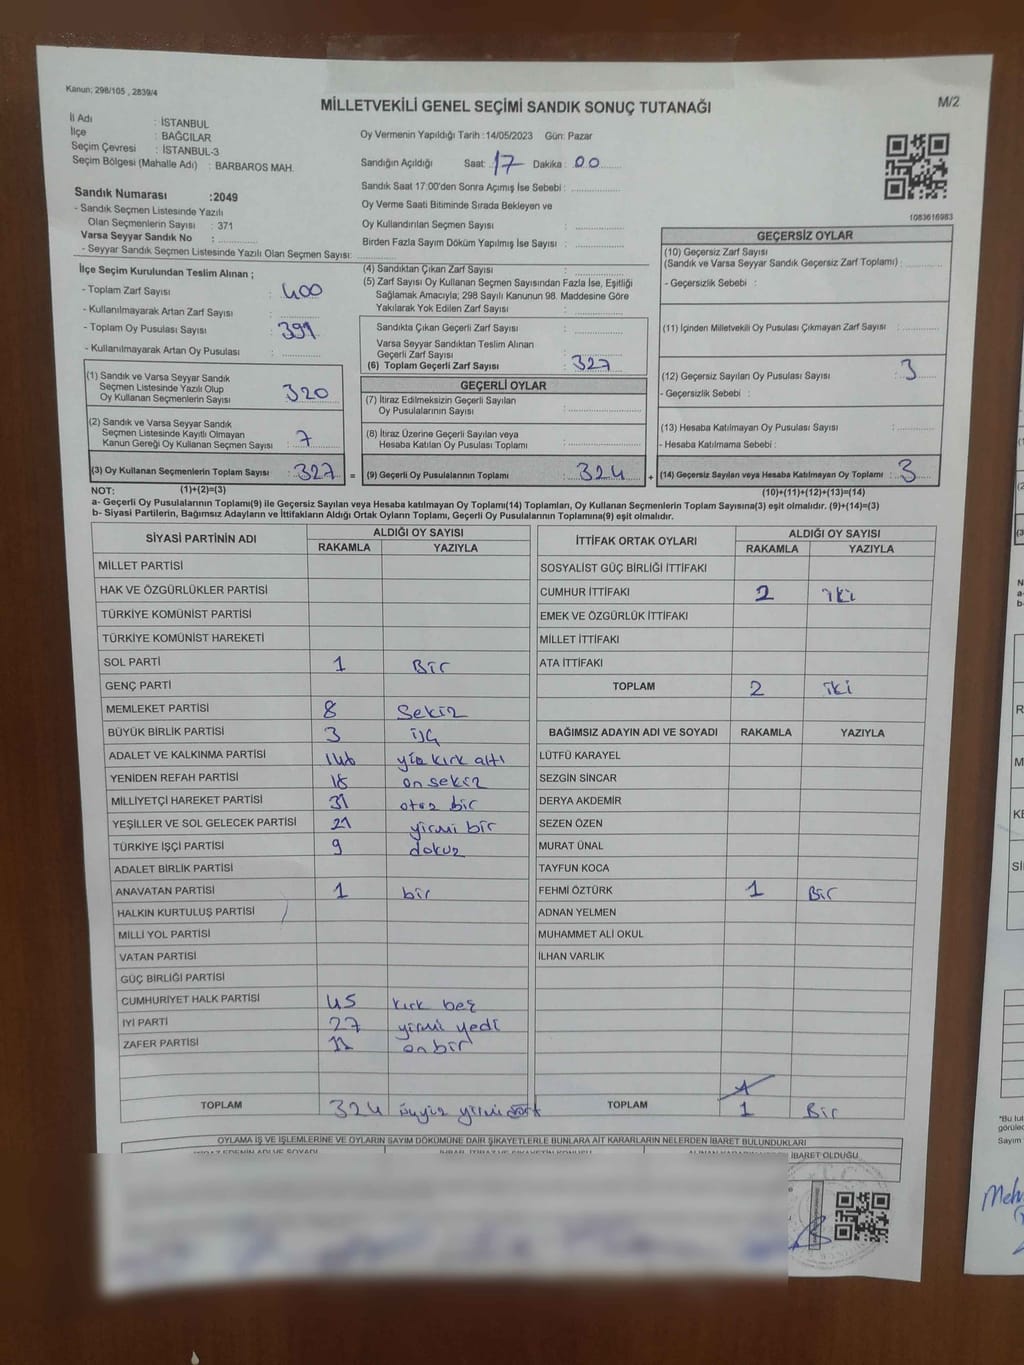 Kanun; 298/105 , 2839/4
MİLLETVEKİLİ GENEL SEÇİMİ SANDIK SONUÇ TUTANAĞI
M/2
İl Adı : İSTANBUL
İlçe : BAĞCILAR
Seçim Çevresi : İSTANBUL-3
Seçim Bölgesi (Mahalle Adı) : BARBAROS MAH.
Sandık Numarası :2049
- Sandık Seçmen Listesinde Yazılı
Olan Seçmenlerin Sayısı : 371
Varsa Seyyar Sandık No :
- Seyyar Sandık Seçmen Listesinde Yazılı Olan Seçmen Sayısı:
Oy Vermenin Yapıldığı Tarih :14/05/2023 Gün: Pazar
Sandığın Açıldığı Saat: 17 Dakika : 00
Sandık Saat 17:00'den Sonra Açımış İse Sebebi :
Oy Verme Saati Bitiminde Sırada Bekleyen ve
Oy Kullandırılan Seçmen Sayısı :
Birden Fazla Sayım Döküm Yapılmış İse Sayısı :
1083616983
İlçe Seçim Kurulundan Teslim Alınan ;
- Toplam Zarf Sayısı : 400
- Kullanılmayarak Artan Zarf Sayısı :
- Toplam Oy Pusulası Sayısı : 391
- Kullanılmayarak Artan Oy Pusulası :
(1) Sandık ve Varsa Seyyar Sandık
Seçmen Listesinde Yazılı Olup
Oy Kullanan Seçmenlerin Sayısı : 320
(2) Sandık ve Varsa Seyyar Sandık
Seçmen Listesinde Kayıtlı Olmayan
Kanun Gereği Oy Kullanan Seçmen Sayısı : 7
(3) Oy Kullanan Seçmenlerin Toplam Sayısı : 327 =
(4) Sandıktan Çıkan Zarf Sayısı :
(5) Zarf Sayısı Oy Kullanan Seçmen Sayısından Fazla İse, Eşitliği
Sağlamak Amacıyla; 298 Sayılı Kanunun 98. Maddesine Göre
Yakılarak Yok Edilen Zarf Sayısı :
Sandıkta Çıkan Geçerli Zarf Sayısı :
Varsa Seyyar Sandıktan Teslim Alınan
Geçerli Zarf Sayısı :
(6) Toplam Geçerli Zarf Sayısı : 327
GEÇERLİ OYLAR
(7) İtiraz Edilmeksizin Geçerli Sayılan
Oy Pusulalarının Sayısı :
(8) İtiraz Üzerine Geçerli Sayılan veya
Hesaba Katılan Oy Pusulası Toplamı :
(9) Geçerli Oy Pusulalarının Toplamı : 324 +
GEÇERSİZ OYLAR
(10) Geçersiz Zarf Sayısı
(Sandık ve Varsa Seyyar Sandık Geçersiz Zarf Toplamı) :
- Geçersizlik Sebebi :
(11) İçinden Milletvekili Oy Pusulası Çıkmayan Zarf Sayısı :
(12) Geçersiz Sayılan Oy Pusulası Sayısı : 3
- Geçersizlik Sebebi :
(13) Hesaba Katılmayan Oy Pusulası Sayısı :
- Hesaba Katılmama Sebebi :
(14) Geçersiz Sayılan veya Hesaba Katılmayan Oy Toplamı : 3
NOT: (1)+(2)=(3)
(10)+(11)+(12)+(13)=(14)
a- Geçerli Oy Pusulalarının Toplamı(9) ile Geçersiz Sayılan veya Hesaba katılmayan Oy Toplamı(14) Toplamları, Oy Kullanan Seçmenlerin Toplam Sayısına(3) eşit olmalıdır. (9)+(14)=(3)
b- Siyasi Partilerin, Bağımsız Adayların ve İttifakların Aldığı Ortak Oyların Toplamı, Geçerli Oy Pusulalarının Toplamına(9) eşit olmalıdır.
SİYASİ PARTİNİN ADI ALDIĞI OY SAYISI
RAKAMLA YAZIYLA
MİLLET PARTİSİ
HAK VE ÖZGÜRLÜKLER PARTİSİ
TÜRKİYE KOMÜNİST PARTİSİ
TÜRKİYE KOMÜNİST HAREKETİ
SOL PARTİ 1 Bir
GENÇ PARTİ
MEMLEKET PARTİSİ 8 Sekiz
BÜYÜK BİRLİK PARTİSİ 3 üç
ADALET VE KALKINMA PARTİSİ 146 yüz kırk altı
YENİDEN REFAH PARTİSİ 18 on sekiz
MİLLİYETÇİ HAREKET PARTİSİ 31 otuz bir
YEŞİLLER VE SOL GELECEK PARTİSİ 21 yirmi bir
TÜRKİYE İŞÇİ PARTİSİ 9 dokuz
ADALET BİRLİK PARTİSİ
ANAVATAN PARTİSİ 1 bir
HALKIN KURTULUŞ PARTİSİ
MİLLİ YOL PARTİSİ
VATAN PARTİSİ
GÜÇ BİRLİĞİ PARTİSİ
CUMHURİYET HALK PARTİSİ 45 kırk beş
İYİ PARTİ 27 yirmi yedi
ZAFER PARTİSİ 11 on bir
TOPLAM 324 üçyüz yirmi dört
İTTİFAK ORTAK OYLARI ALDIĞI OY SAYISI
RAKAMLA YAZIYLA
SOSYALİST GÜÇ BİRLİĞİ İTTİFAKI
CUMHUR İTTİFAKI 2 iki
EMEK VE ÖZGÜRLÜK İTTİFAKI
MİLLET İTTİFAKI
ATA İTTİFAKI
TOPLAM 2 iki
BAĞIMSIZ ADAYIN ADI VE SOYADI RAKAMLA YAZIYLA
LÜTFÜ KARAYEL
SEZGİN SİNCAR
DERYA AKDEMİR
SEZEN ÖZEN
MURAT ÜNAL
TAYFUN KOCA
FEHMİ ÖZTÜRK 1 Bir
ADNAN YELMEN
MUHAMMET ALİ OKUL
İLHAN VARLIK
TOPLAM 1 Bir
OYLAMA İŞ VE İŞLEMLERİNE VE OYLARIN SAYIM DÖKÜMÜNE DAİR ŞİKAYETLERLE BUNLARA AİT KARARLARIN NELERDEN İBARET BULUNDUKLARI
İBARET OLDUĞU